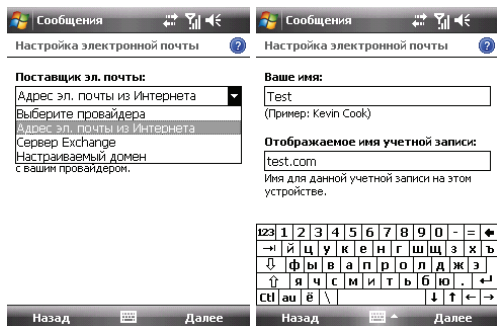 Сообщения
Настройка электронной почты
Поставщик эл. почты:
Адрес эл. почты из Интернета
Выберите провайдера
Адрес эл. почты из Интернета
Сервер Exchange
Настраиваемый домен
с вашим провайдером.
Назад
Далее
Сообщения
Настройка электронной почты
Ваше имя:
Test
(Пример: Kevin Cook)
Отображаемое имя учетной записи:
test.com
Имя для данной учетной записи на этом
устройстве.
123 1 2 3 4 5 6 7 8 9 0 - =
й ц у к е н г ш щ з х ъ
ф ы в а п р о л д ж э
я ч с м и т ь б ю .
Ctl аu ё \
Назад
Далее